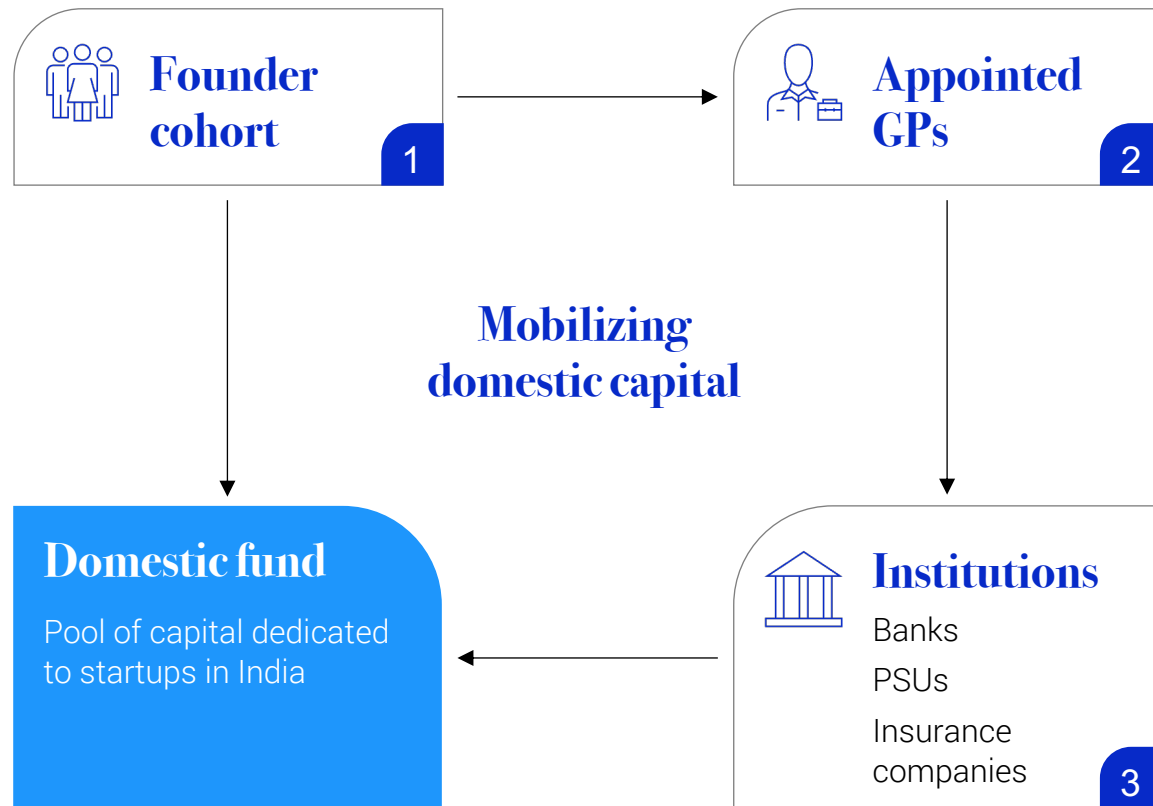 Founder
cohort
1
Appointed
GPs
2
Mobilizing
domestic capital
Domestic fund
Pool of capital dedicated
to startups in India
Institutions
Banks
PSUs
Insurance
companies
3